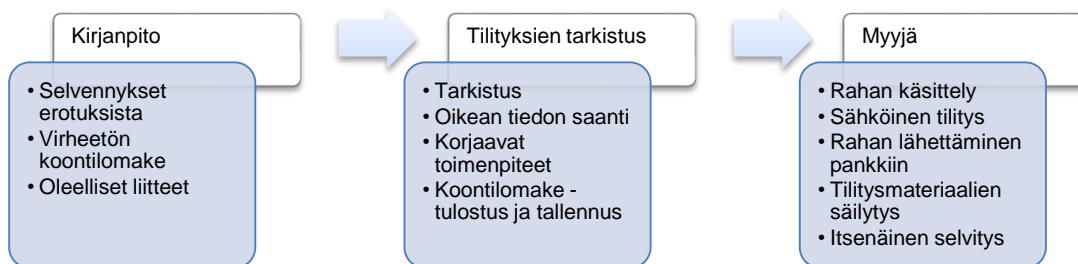 Kirjanpito
• Selvennykset
erotuksista
• Virheetön
koontilomake
• Oleelliset liitteet
Tilityksien tarkistus
• Tarkistus
• Oikean tiedon saanti
• Korjaavat
toimenpiteet
• Koontilomake -
tulostus ja tallennus
Myyjä
• Rahan käsittely
• Sähköinen tilitys
• Rahan lähettäminen
pankkiin
• Tilitysmateriaalien
säilytys
• Itsenäinen selvitys